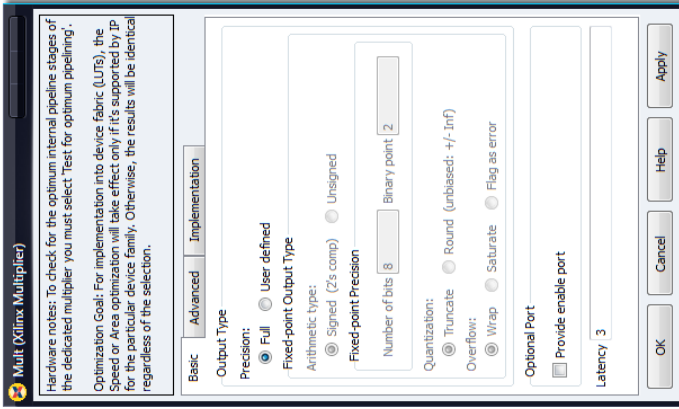 Mult (Xilinx Multiplier)
Hardware notes: To check for the optimum internal pipeline stages of
the dedicated multiplier you must select 'Test for optimum pipelining'.
Optimization Goal: For implementation into device fabric (LUTs), the
Speed or Area optimization will take effect only if it's supported by IP
for the particular device family. Otherwise, the results will be identical
regardless of the selection.
Basic Advanced Implementation
Output Type
Precision:
Full User defined
Fixed-point Output Type
Arithmetic type:
Signed (2's comp) Unsigned
Fixed-point Precision
Number of bits 8 Binary point 2
Quantization:
Truncate Round (unbiased: +/- Inf)
Overflow:
Wrap Saturate Flag as error
Optional Port
Provide enable port
Latency 3
OK Cancel Help Apply